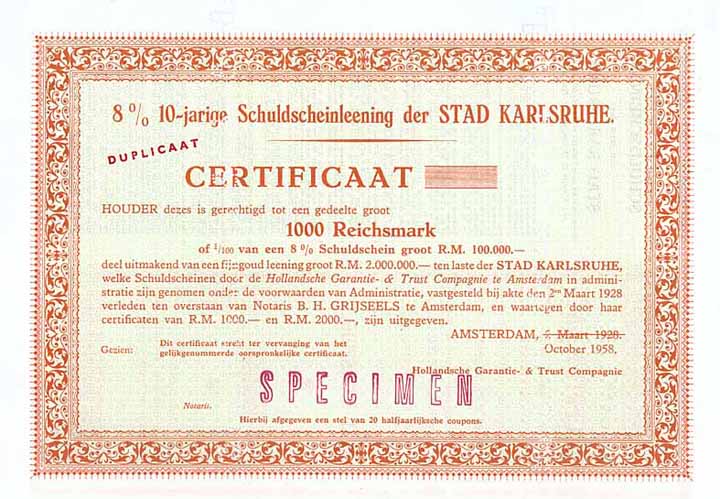 8% 10-jarige Schuldscheinleening der STAD KARLSRUHE.
DUPLICAAT
CERTIFICAAT
HOUDER dezes is gerechtigd tot een gedeelte groot
1000 Reichsmark
of 1/100 van een 8% Schuldschein groot R.M. 100.000.—
deel uitmakend van een fijngoud leening groot R.M. 2.000.000.— ten laste der STAD KARLSRUHE,
welke Schuldscheinen door de Hollandsche Garantie- & Trust Compagnie te Amsterdam in admini-
stratie zijn genomen onder de voorwaarden van Administratie, vastgesteld bij akte den 2en Maart 1928
verleden ten overstaan van Notaris B. H. GRIJSEELS te Amsterdam, en waartegen door haar
certificaten van R.M. 1000.— en R.M. 2000.—, zijn uitgegeven.
AMSTERDAM, 5. Maart 1928.
October 1958.
Gezien:
Dit certificaat strekt ter vervanging van het
gelijkgenummerde oorspronkelijke certificaat.
Hollandsche Garantie- & Trust Compagnie
SPECIMEN
Notaris.
Hierbij afgegeven een stel van 20 halfjaarlijksche coupons.